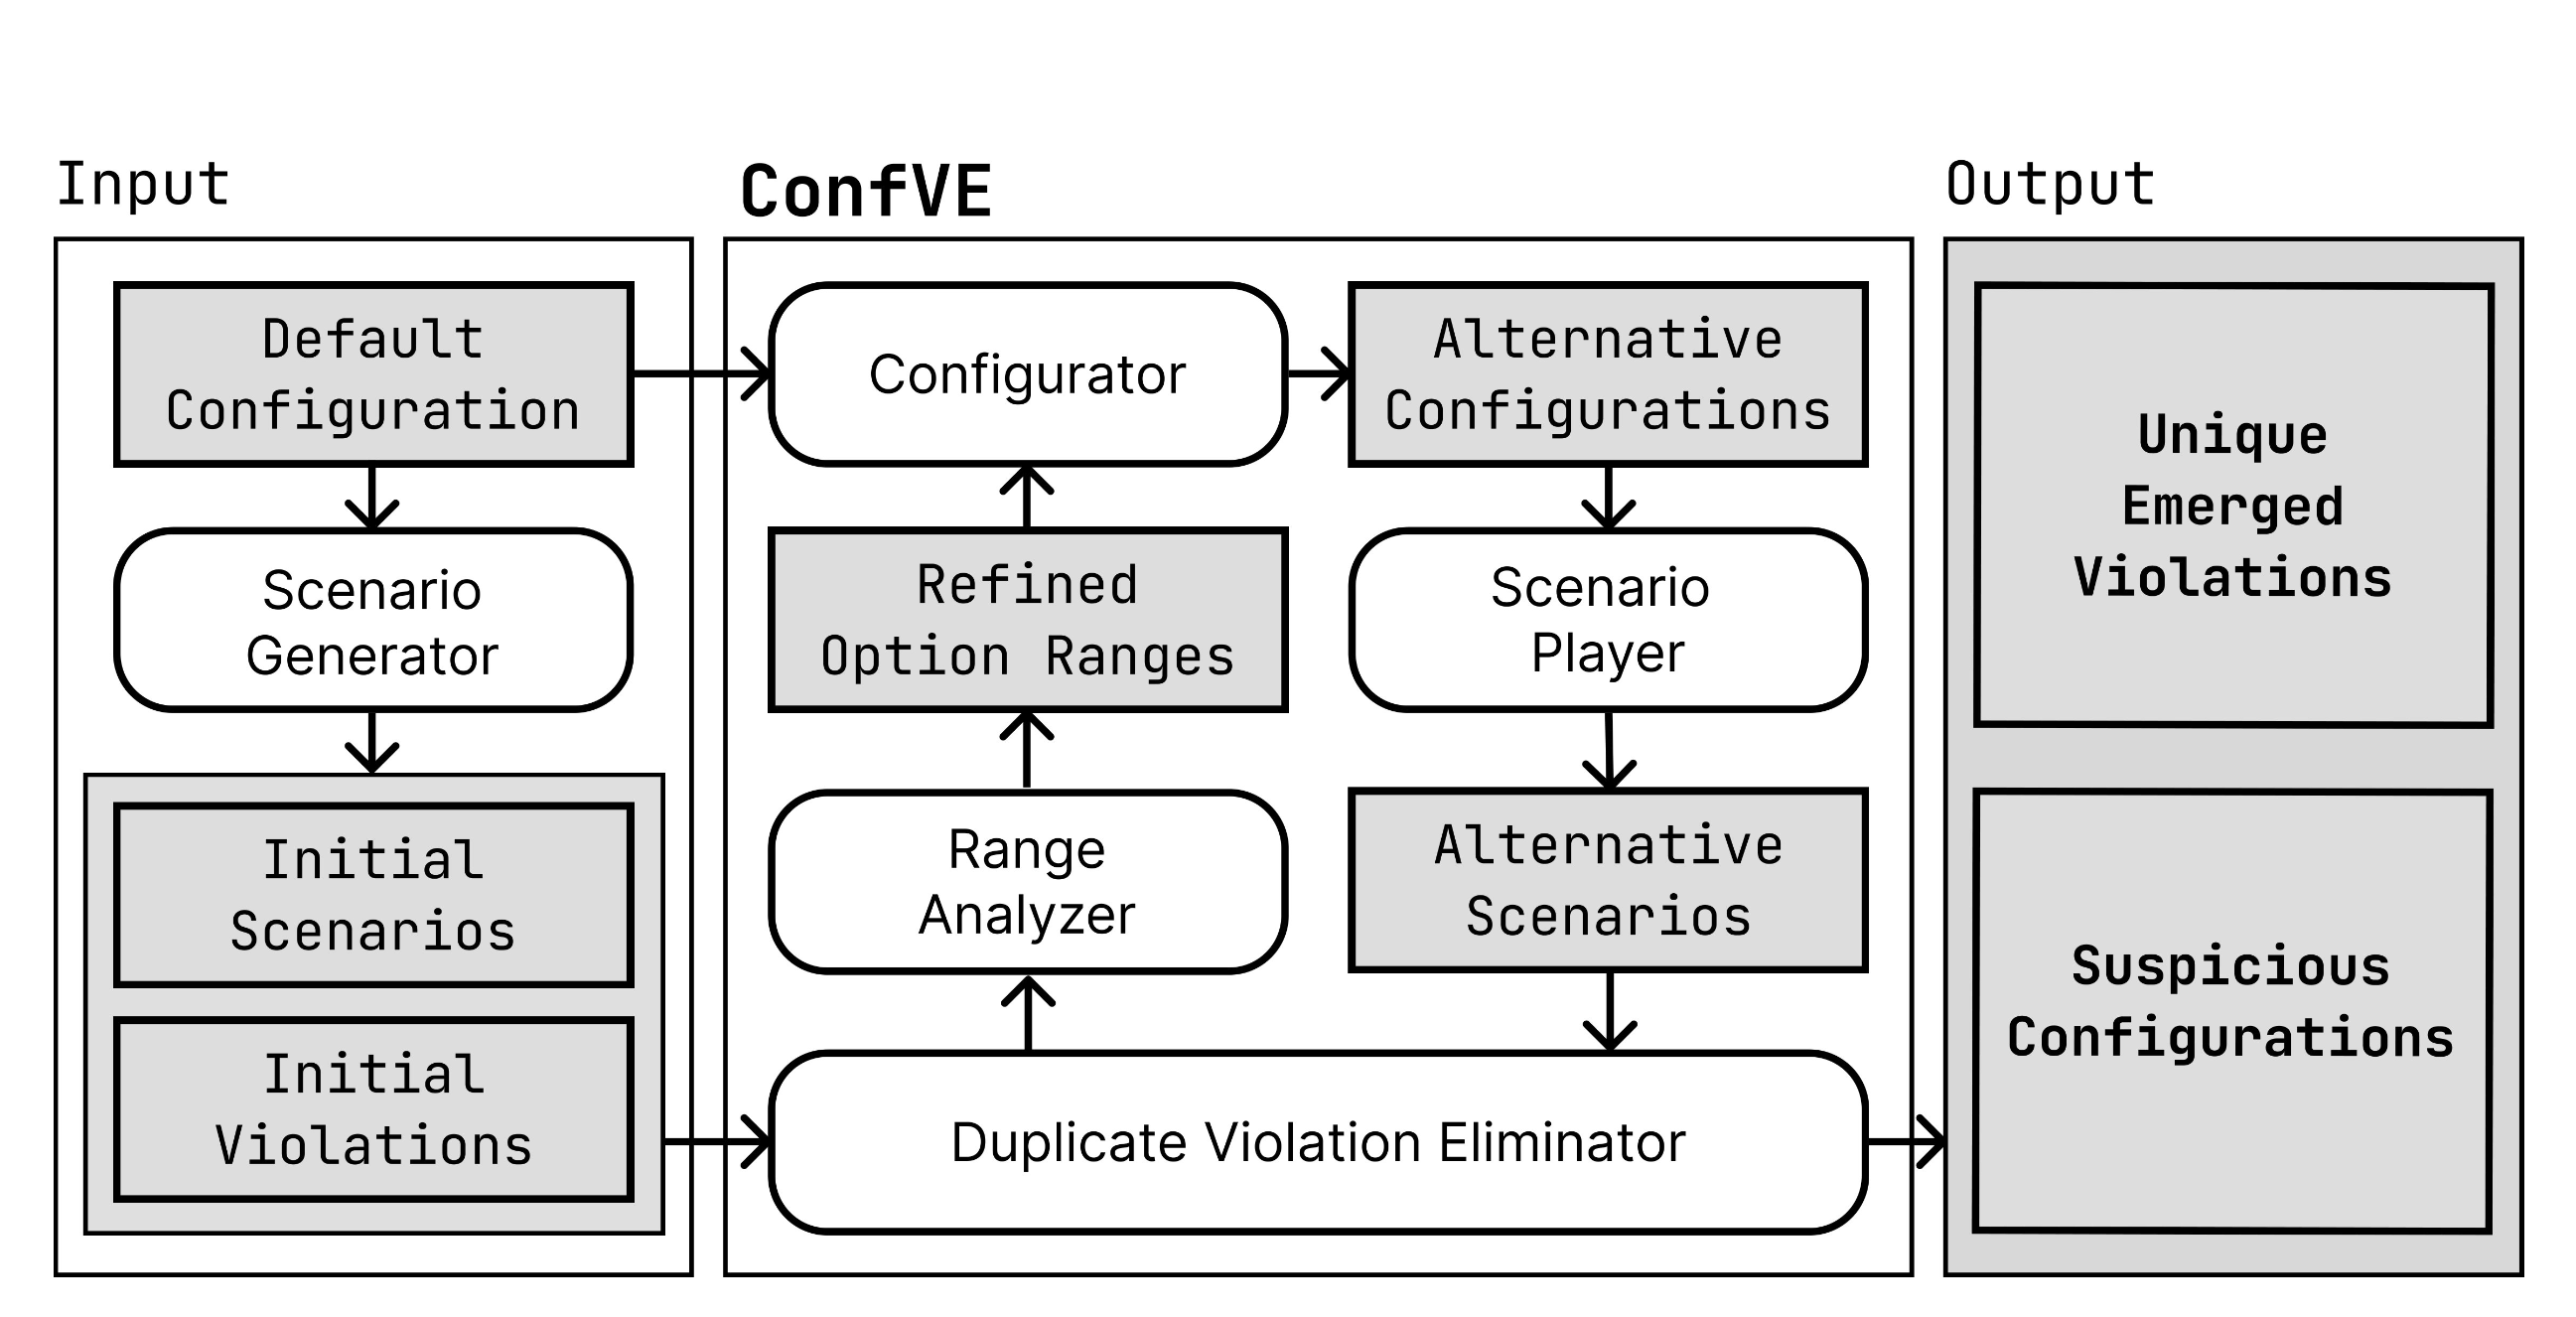 Input
Default
Configuration
Scenario
Generator
Initial
Scenarios
Initial
Violations
ConfVE
Configurator
Alternative
Configurations
Refined
Option Ranges
Scenario
Player
Range
Analyzer
Alternative
Scenarios
Duplicate Violation Eliminator
Output
Unique
Emerged
Violations
Suspicious
Configurations